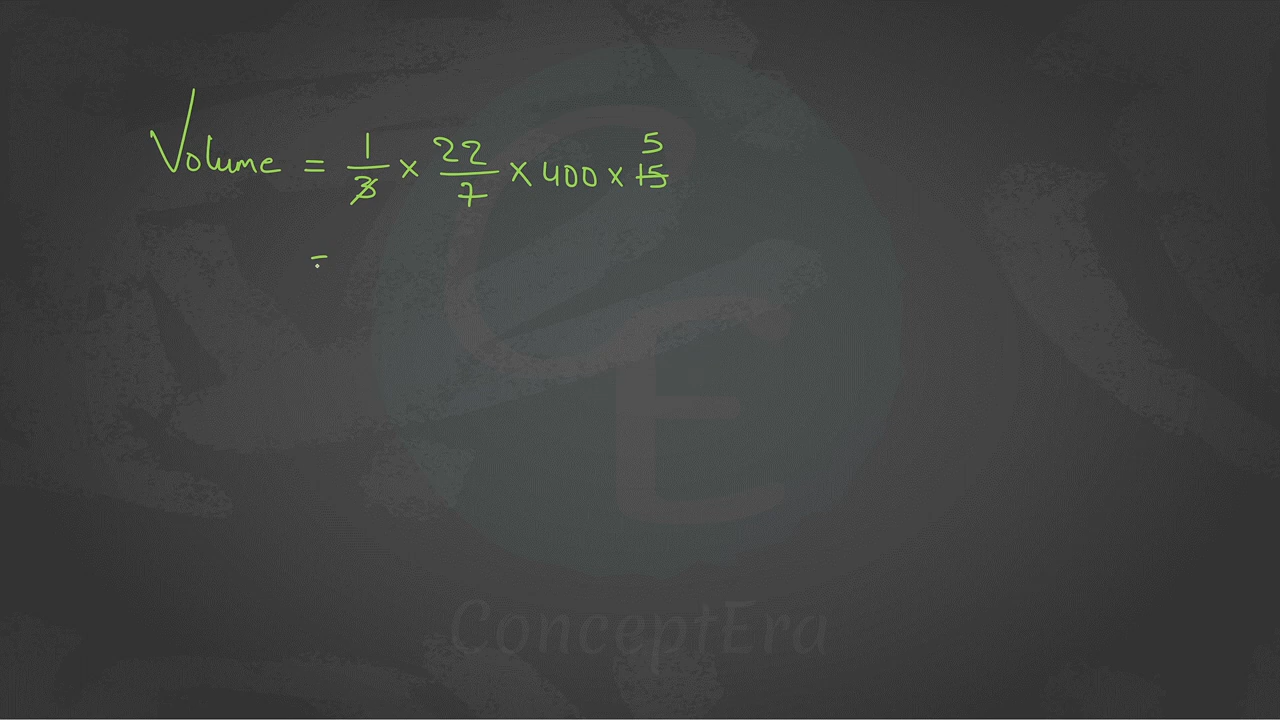 Volume = 1/3 × 22/7 × 400 × 15 5
=
ConceptEra